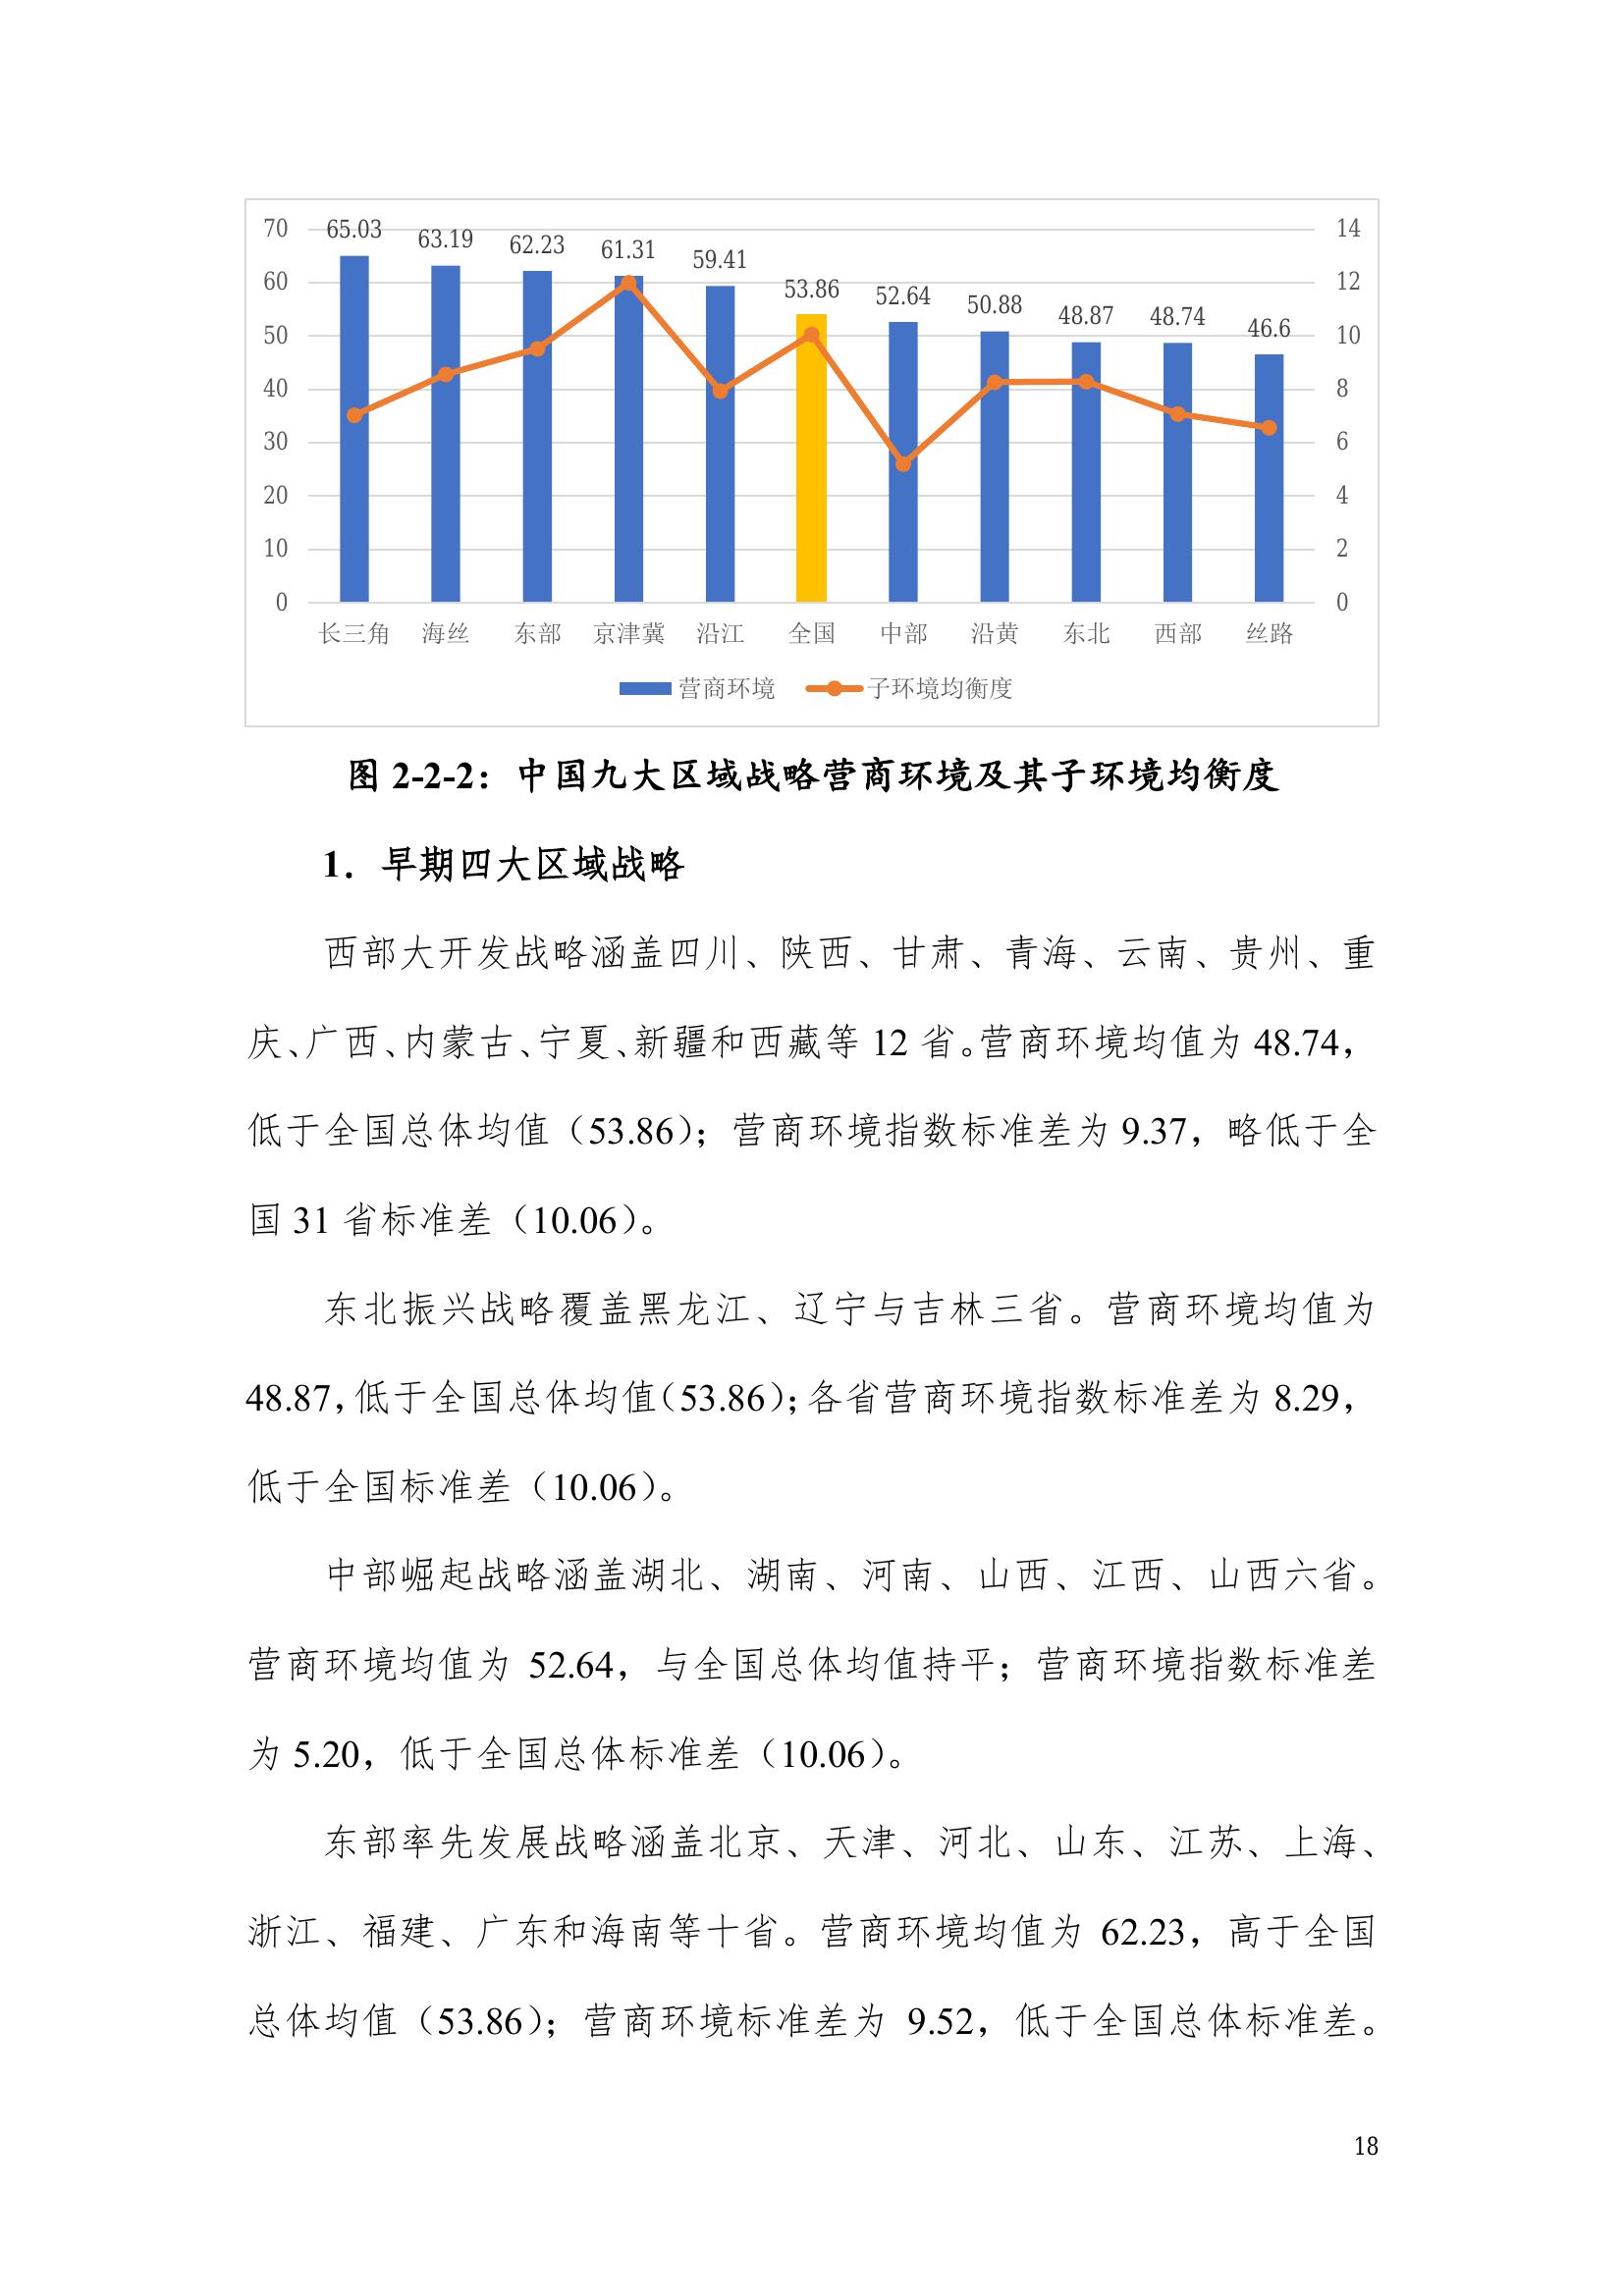 70 65.03 63.19 62.23 61.31 59.41 53.86 52.64 50.88 48.87 48.74 46.6 14
60 12
50 10
40 8
30 6
20 4
10 2
0 0
长三角 海丝 东部 京津冀 沿江 全国 中部 沿黄 东北 西部 丝路
营商环境 子环境均衡度
图 2-2-2：中国九大区域战略营商环境及其子环境均衡度
1．早期四大区域战略
西部大开发战略涵盖四川、陕西、甘肃、青海、云南、贵州、重
庆、广西、内蒙古、宁夏、新疆和西藏等 12 省。营商环境均值为 48.74，
低于全国总体均值（53.86）；营商环境指数标准差为 9.37，略低于全
国 31 省标准差（10.06）。
东北振兴战略覆盖黑龙江、辽宁与吉林三省。营商环境均值为
48.87，低于全国总体均值（53.86）；各省营商环境指数标准差为 8.29，
低于全国标准差（10.06）。
中部崛起战略涵盖湖北、湖南、河南、山西、江西、山西六省。
营商环境均值为 52.64，与全国总体均值持平；营商环境指数标准差
为 5.20，低于全国总体标准差（10.06）。
东部率先发展战略涵盖北京、天津、河北、山东、江苏、上海、
浙江、福建、广东和海南等十省。营商环境均值为 62.23，高于全国
总体均值（53.86）；营商环境标准差为 9.52，低于全国总体标准差。
18